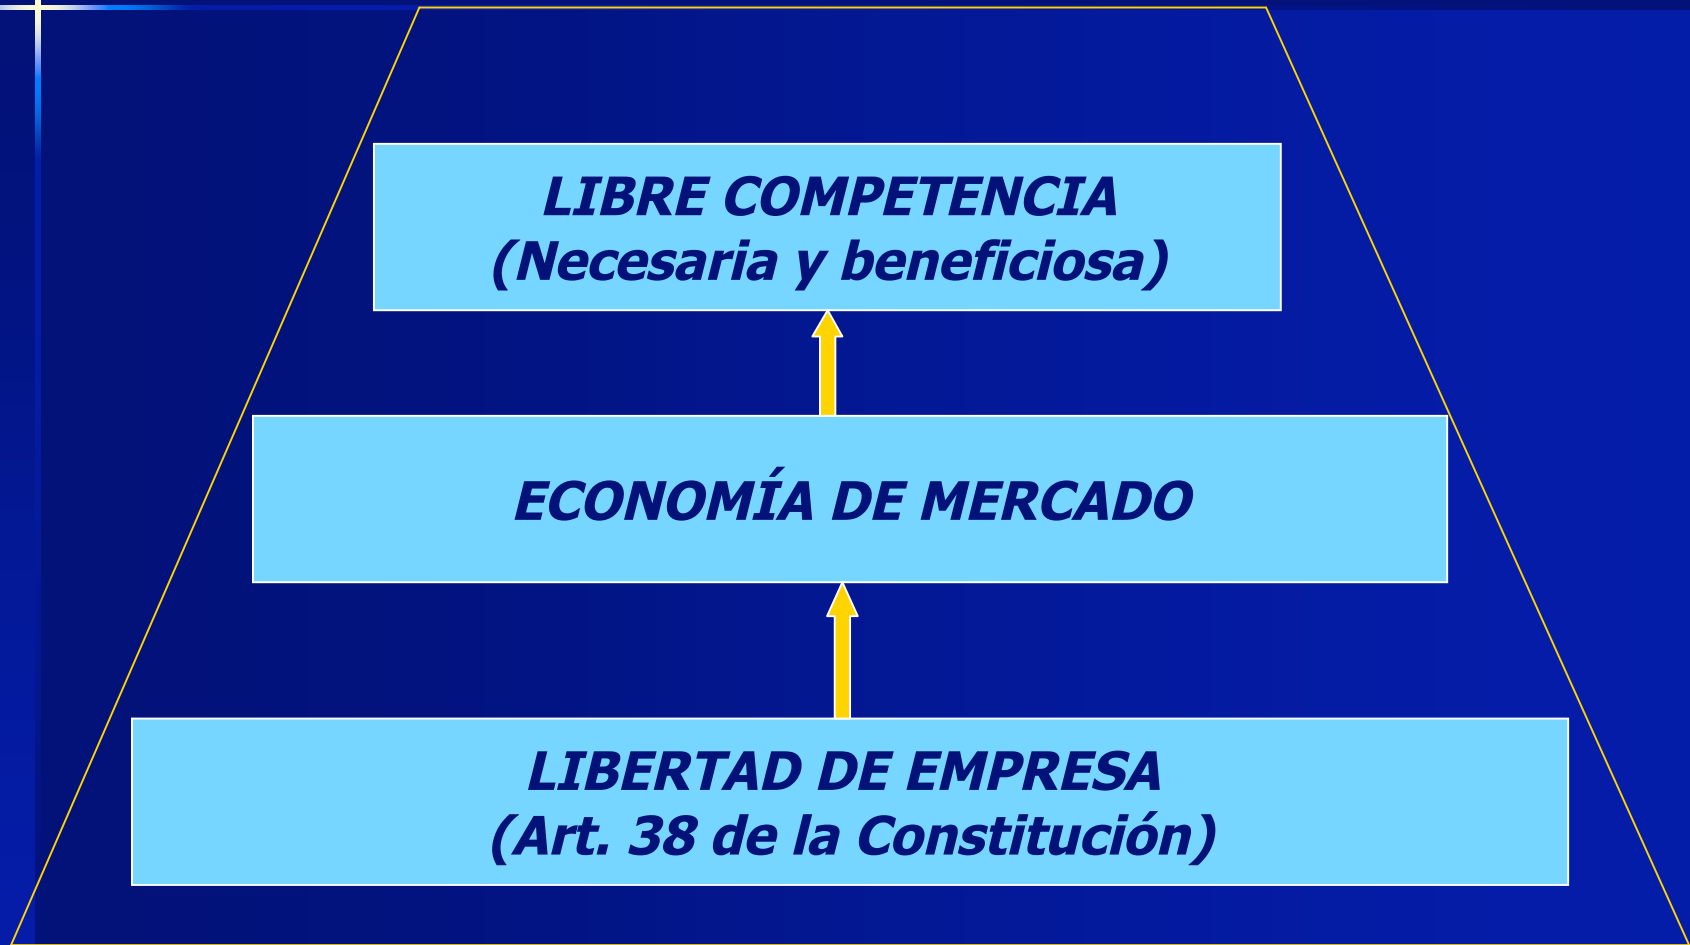 LIBRE COMPETENCIA
(Necesaria y beneficiosa)
ECONOMÍA DE MERCADO
LIBERTAD DE EMPRESA
(Art. 38 de la Constitución)